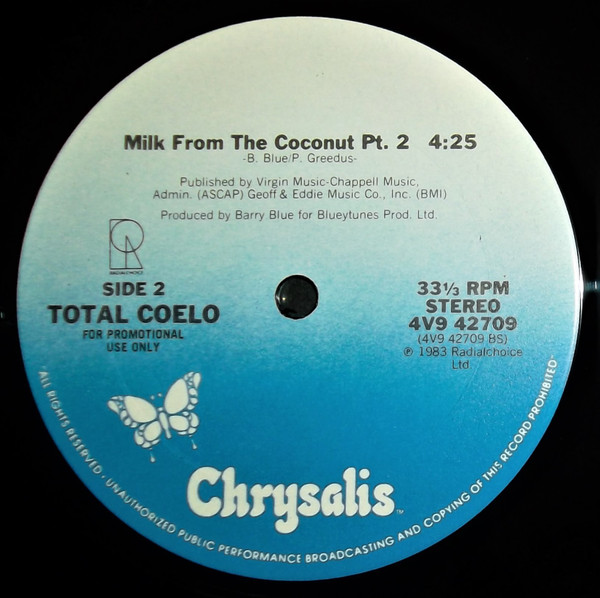 Milk From The Coconut Pt. 2   4:25
-B. Blue/P. Greedus-
Published by Virgin Music-Chappell Music,
Admin. (ASCAP) Geoff & Eddie Music Co., Inc. (BMI)
Produced by Barry Blue for Blueytunes Prod. Ltd.
RADIALCHOICE
SIDE 2
TOTAL COELO
FOR PROMOTIONAL
USE ONLY
33⅓ RPM
STEREO
4V9 42709
(4V9 42709 BS)
℗ 1983 Radialchoice
Ltd.
Chrysalis™
ALL RIGHTS RESERVED · UNAUTHORIZED PUBLIC PERFORMANCE BROADCASTING AND COPYING OF THIS RECORD PROHIBITED